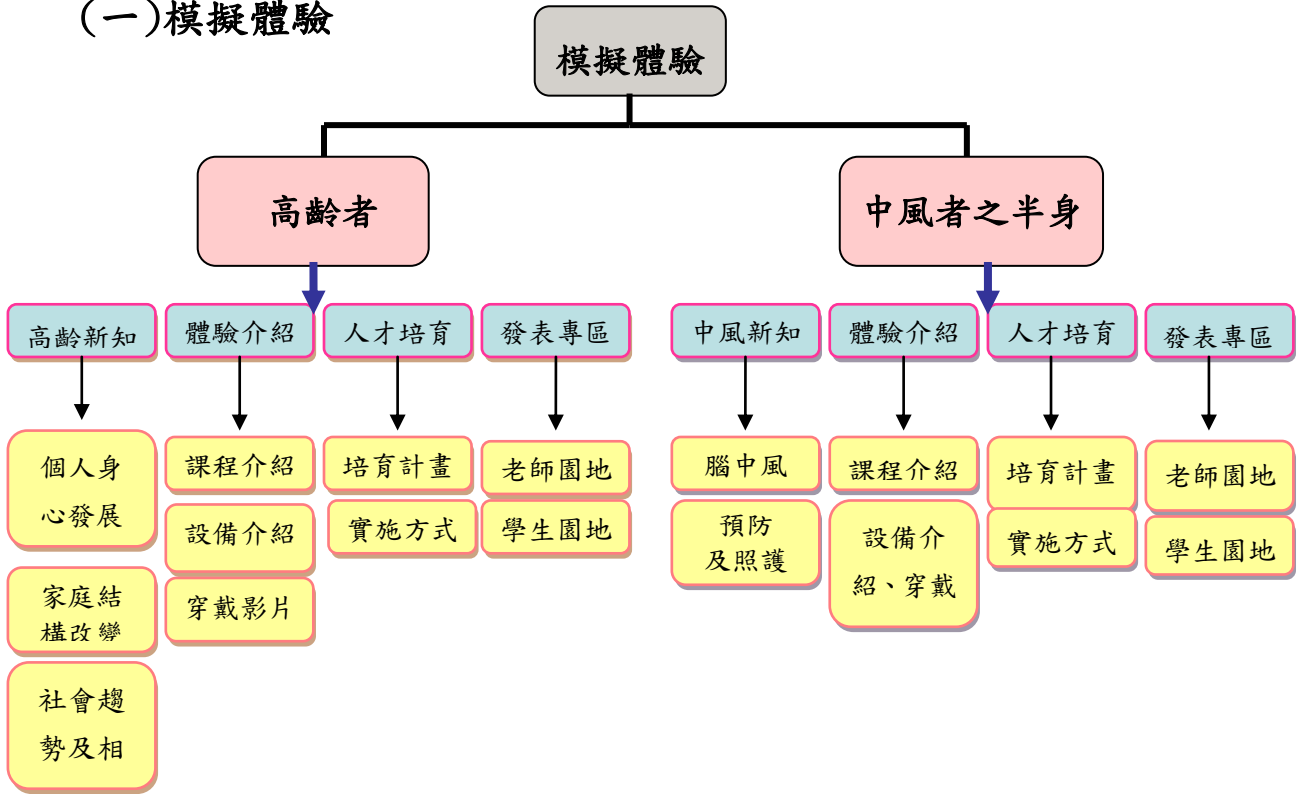 (一)模擬體驗
模擬體驗
高齡者
中風者之半身
高齡新知
體驗介紹
人才培育
發表專區
中風新知
體驗介紹
人才培育
發表專區
個人身
心發展
家庭結
構改變
社會趨
勢及相
課程介紹
設備介紹
穿戴影片
培育計畫
實施方式
老師園地
學生園地
腦中風
預防
及照護
課程介紹
設備介
紹、穿戴
培育計畫
實施方式
老師園地
學生園地